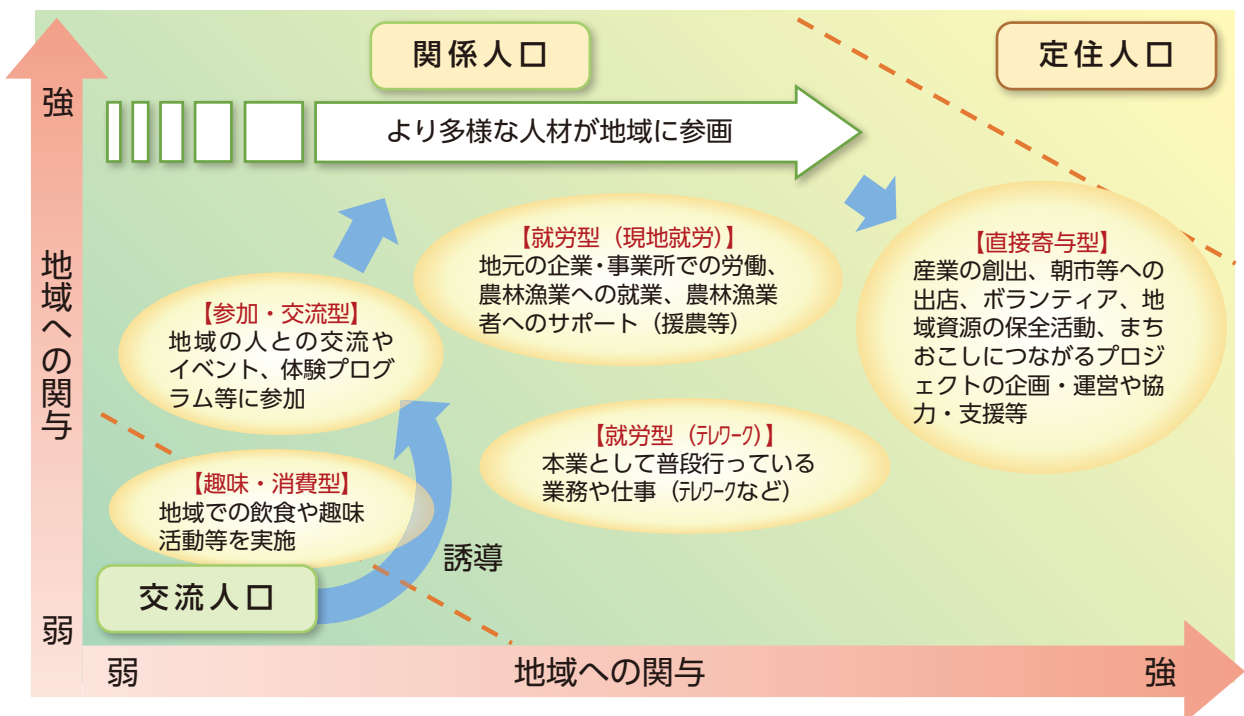 関係人口
定住人口
強
より多様な人材が地域に参画
地域への関与
【就労型（現地就労）】
地元の企業・事業所での労働、
農林漁業への就業、農林漁業
者へのサポート（援農等）
【直接寄与型】
産業の創出、朝市等への
出店、ボランティア、地
域資源の保全活動、まち
おこしにつながるプロジ
ェクトの企画・運営や協
力・支援等
【参加・交流型】
地域の人との交流や
イベント、体験プログ
ラム等に参加
【就労型（ﾃﾚﾜｰｸ）】
本業として普段行っている
業務や仕事（ﾃﾚﾜｰｸなど）
【趣味・消費型】
地域での飲食や趣味
活動等を実施
誘導
交流人口
弱
弱
地域への関与
強